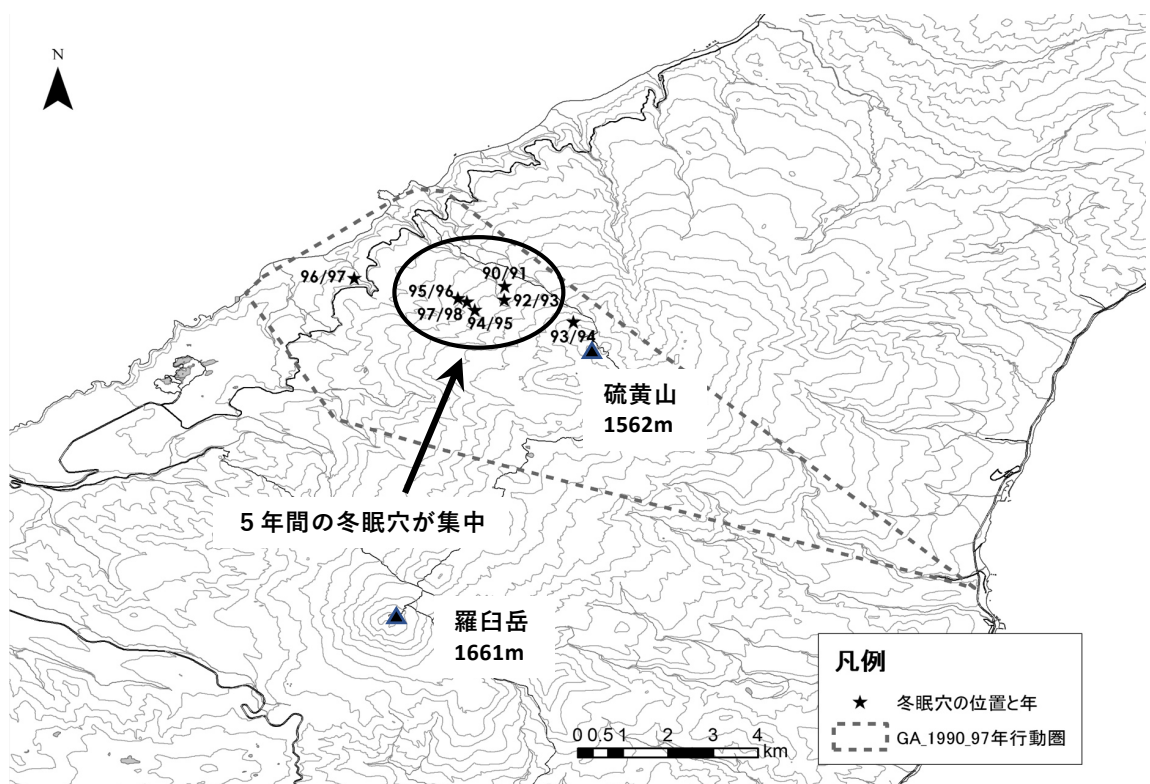 N
96/97
90/91
95/96
92/93
97/98
94/95
93/94
硫黄山
1562m
５年間の冬眠穴が集中
羅臼岳
1661m
凡例
冬眠穴の位置と年
GA_1990_97年行動圏
0 0.5 1 2 3 4
km